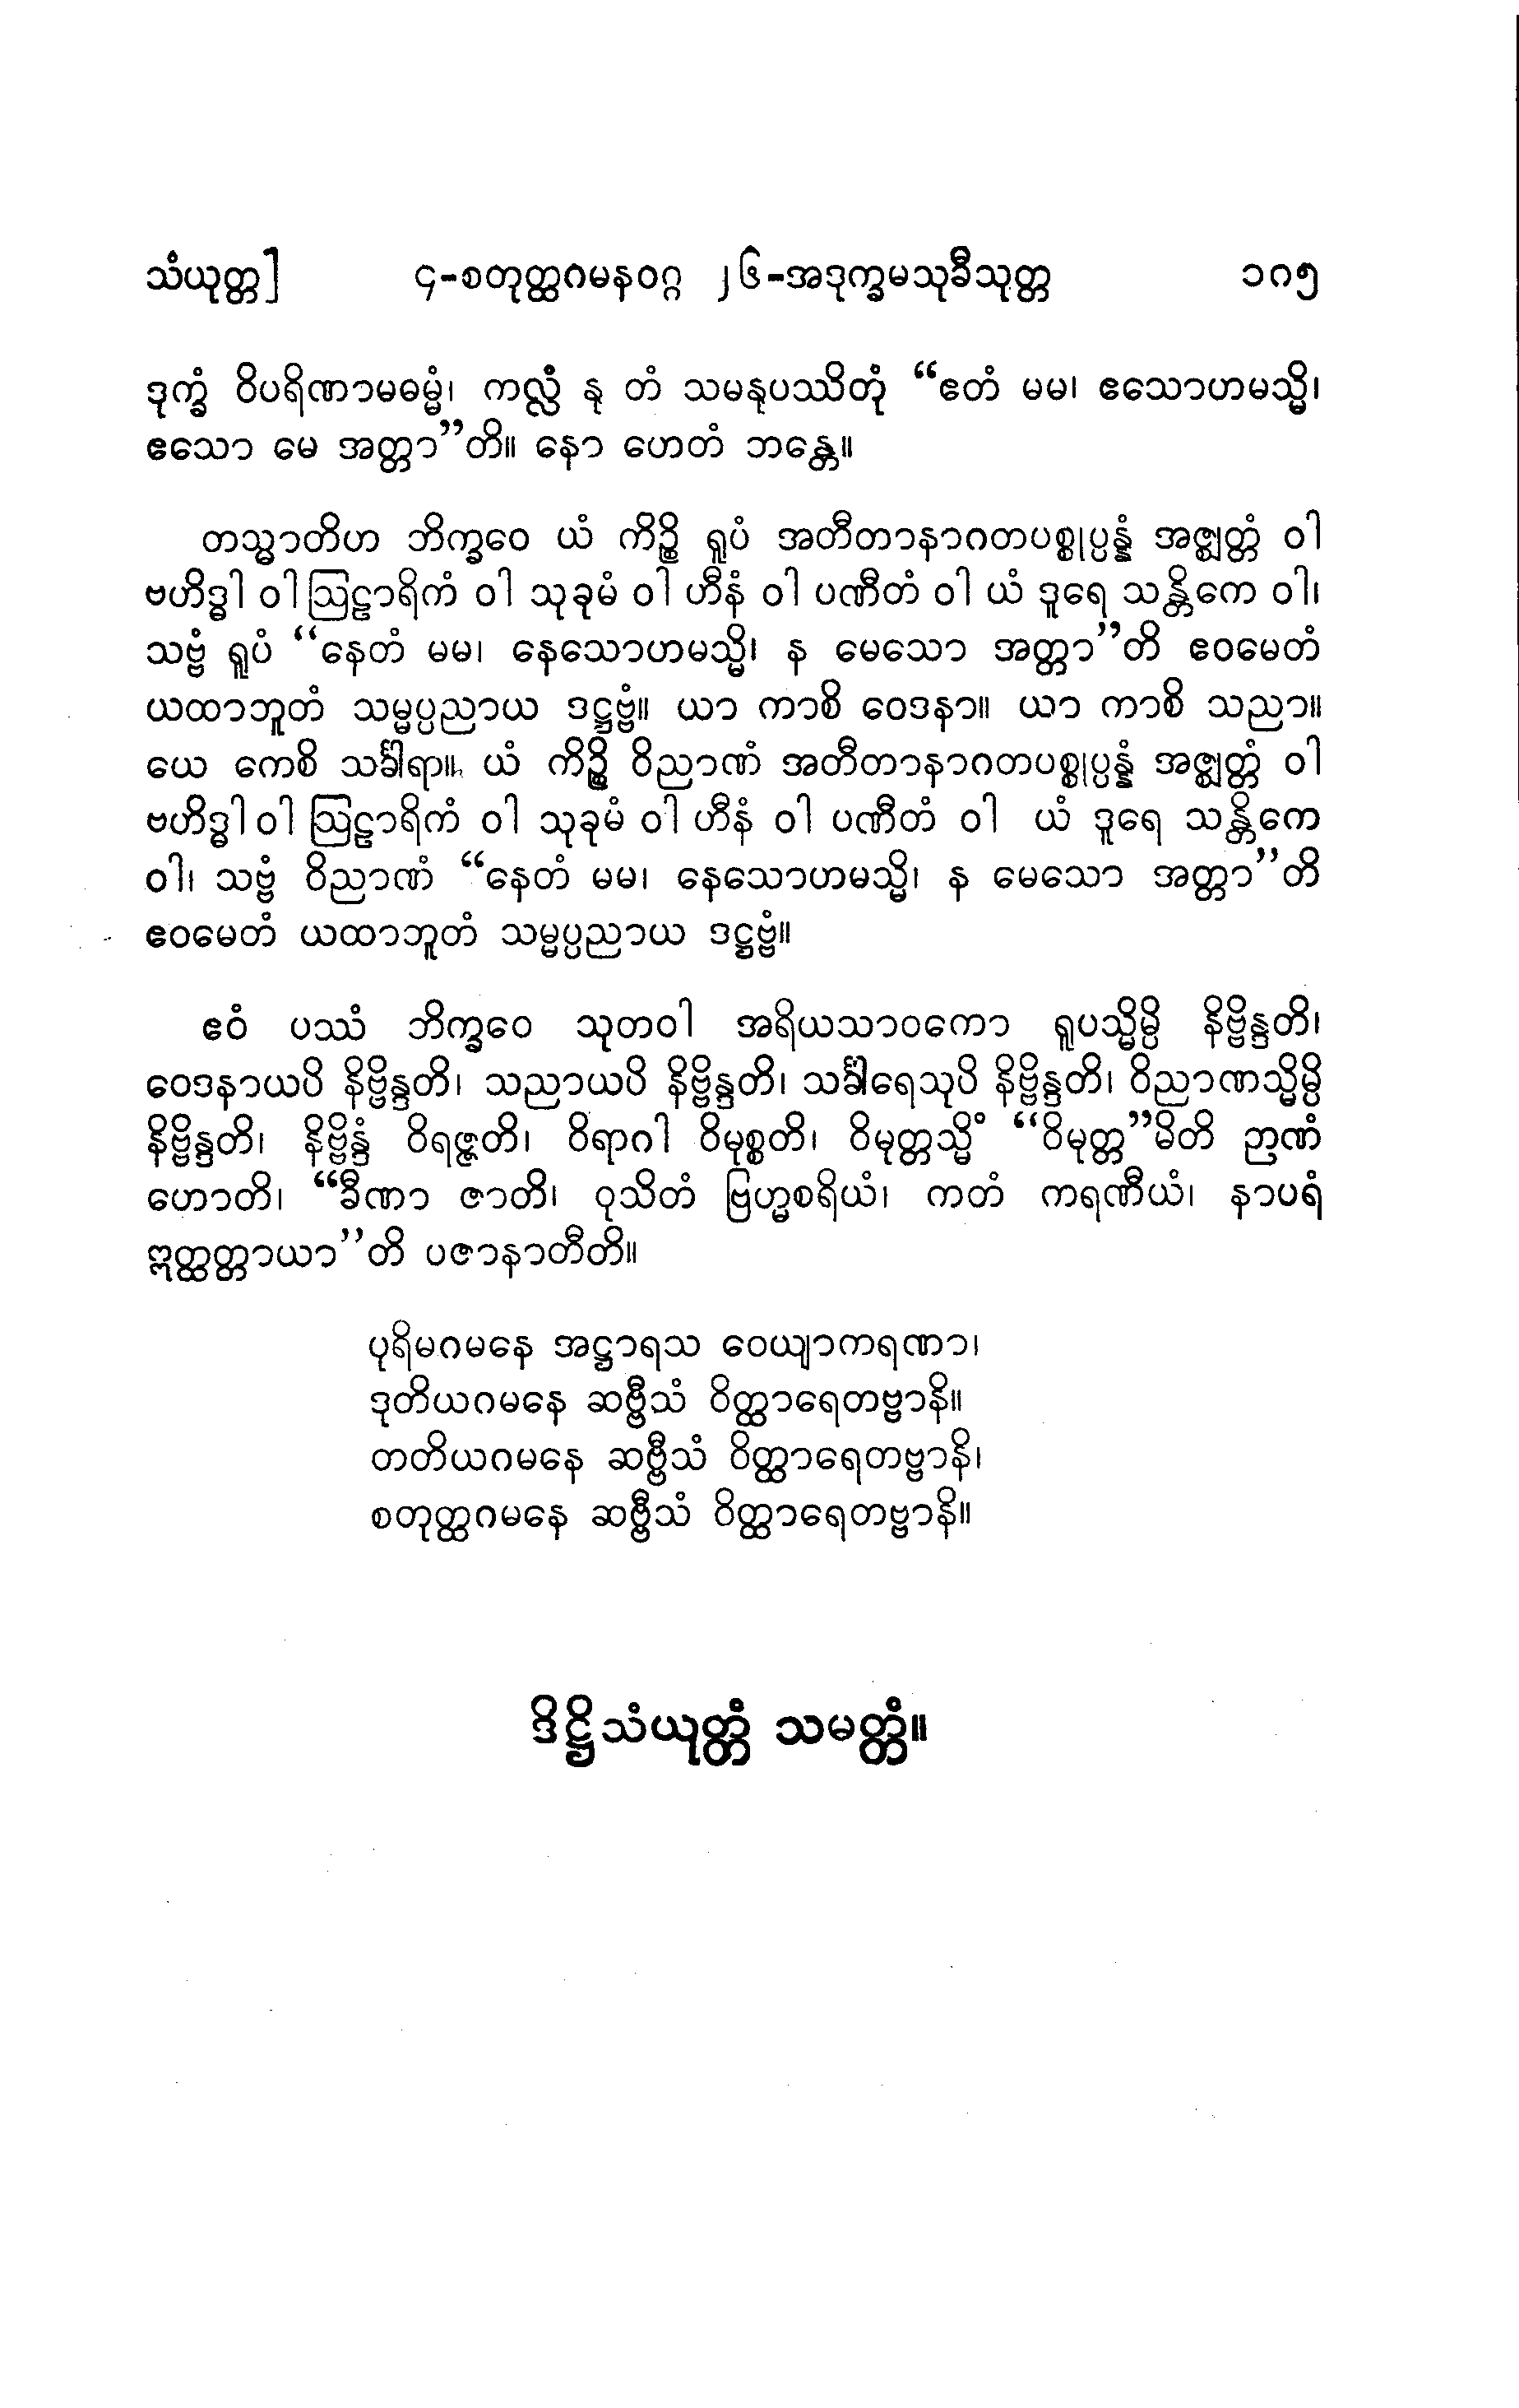 သံယုတ္တ] ၄-စတုတ္ထဂမနဝဂ္ဂ ၂၆-အဒုက္ခမသုခီသုတ္တ ၁၈၅
ဒုက္ခံ ဝိပရိဏာမဓမ္မံ၊ ကလ္လံ နု တံ သမနုပဿိတုံ “ဧတံ မမ၊ ဧသောဟမသ္မိ၊
ဧသော မေ အတ္တာ”တိ။ နော ဟေတံ ဘန္တေ။
တသ္မာတိဟ ဘိက္ခဝေ ယံ ကိဉ္စိ ရူပံ အတီတာနာဂတပစ္စုပ္ပန္နံ အဇ္ဈတ္တံ ဝါ
ဗဟိဒ္ဓါ ဝါ ဩဠာရိကံ ဝါ သုခုမံ ဝါ ဟီနံ ဝါ ပဏီတံ ဝါ ယံ ဒူရေ သန္တိကေ ဝါ၊
သဗ္ဗံ ရူပံ “နေတံ မမ၊ နေသောဟမသ္မိ၊ န မေသော အတ္တာ”တိ ဧဝမေတံ
ယထာဘူတံ သမ္မပ္ပညာယ ဒဋ္ဌဗ္ဗံ။ ယာ ကာစိ ဝေဒနာ။ ယာ ကာစိ သညာ။
ယေ ကေစိ သင်္ခါရာ။ ယံ ကိဉ္စိ ဝိညာဏံ အတီတာနာဂတပစ္စုပ္ပန္နံ အဇ္ဈတ္တံ ဝါ
ဗဟိဒ္ဓါ ဝါ ဩဠာရိကံ ဝါ သုခုမံ ဝါ ဟီနံ ဝါ ပဏီတံ ဝါ ယံ ဒူရေ သန္တိကေ
ဝါ၊ သဗ္ဗံ ဝိညာဏံ “နေတံ မမ၊ နေသောဟမသ္မိ၊ န မေသော အတ္တာ”တိ
ဧဝမေတံ ယထာဘူတံ သမ္မပ္ပညာယ ဒဋ္ဌဗ္ဗံ။
ဧဝံ ပဿံ ဘိက္ခဝေ သုတဝါ အရိယသာဝကော ရူပသ္မိမ္ပိ နိဗ္ဗိန္ဒတိ၊
ဝေဒနာယပိ နိဗ္ဗိန္ဒတိ၊ သညာယပိ နိဗ္ဗိန္ဒတိ၊ သင်္ခါရေသုပိ နိဗ္ဗိန္ဒတိ၊ ဝိညာဏသ္မိမ္ပိ
နိဗ္ဗိန္ဒတိ၊ နိဗ္ဗိန္ဒံ ဝိရဇ္ဇတိ၊ ဝိရာဂါ ဝိမုစ္စတိ၊ ဝိမုတ္တသ္မိံ “ဝိမုတ္တ”မိတိ ဉာဏံ
ဟောတိ၊ “ခီဏာ ဇာတိ၊ ဝုသိတံ ဗြဟ္မစရိယံ၊ ကတံ ကရဏီယံ၊ နာပရံ
ဣတ္ထတ္တာယာ”တိ ပဇာနာတီတိ။
ပုရိမဂမနေ အဋ္ဌာရသ ဝေယျာကရဏာ၊
ဒုတိယဂမနေ ဆဗ္ဗီသံ ဝိတ္ထာရေတဗ္ဗာနိ။
တတိယဂမနေ ဆဗ္ဗီသံ ဝိတ္ထာရေတဗ္ဗာနိ၊
စတုတ္ထဂမနေ ဆဗ္ဗီသံ ဝိတ္ထာရေတဗ္ဗာနိ။
ဒိဋ္ဌိသံယုတ္တံ သမတ္တံ။